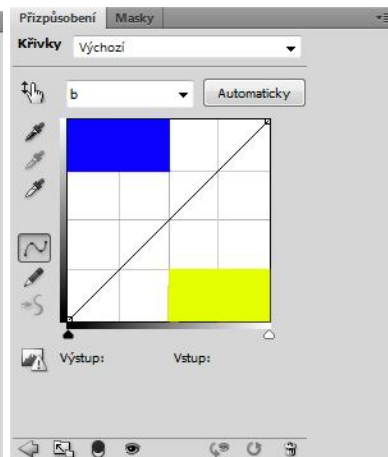 Přizpůsobení Masky
Křivky Výchozí
b Automaticky
Výstup: Vstup: